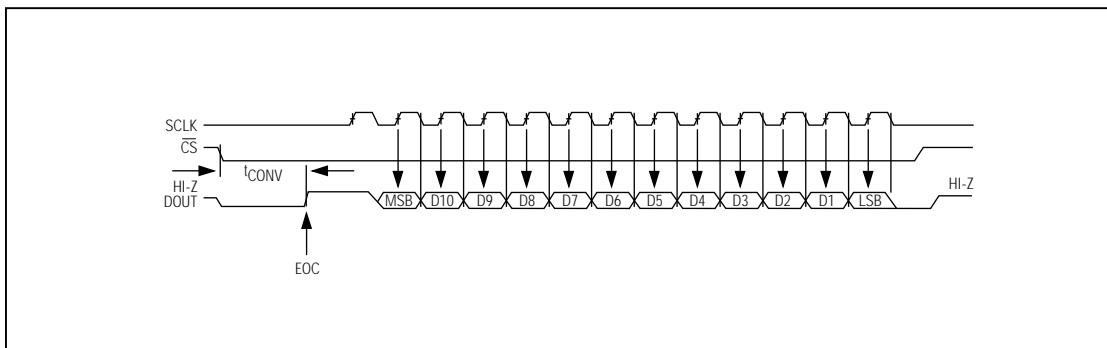 SCLK
CS
tCONV
HI-Z
DOUT
MSB D10 D9 D8 D7 D6 D5 D4 D3 D2 D1 LSB
HI-Z
EOC